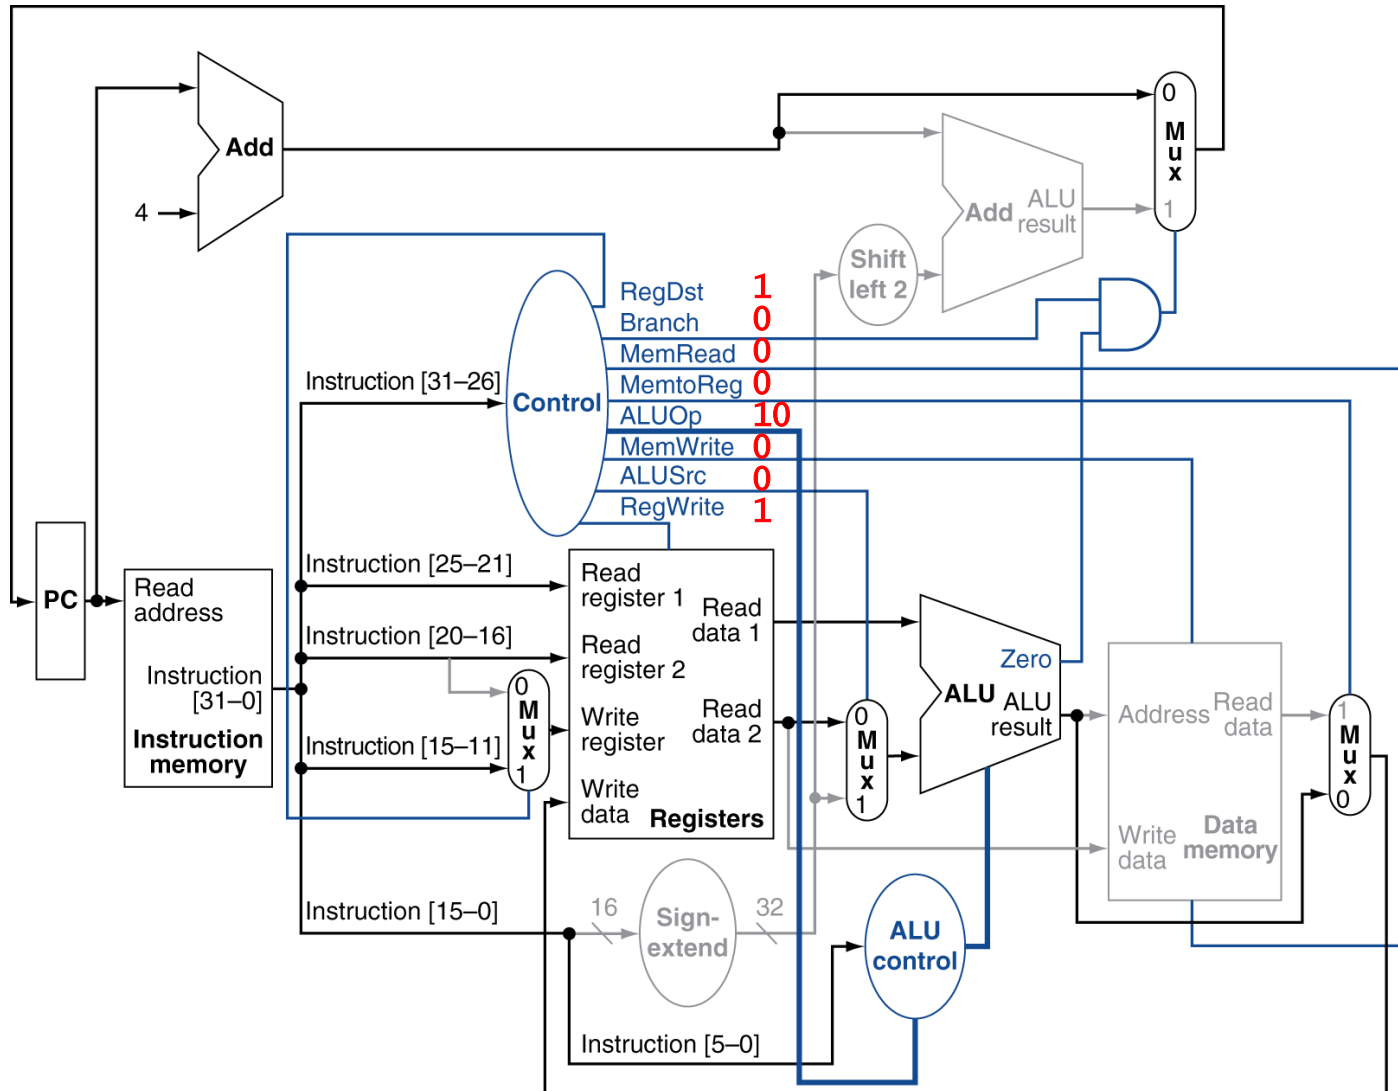 Add
4
0
Mux
1
Add
ALU
result
Shift
left 2
RegDst 1
Branch 0
MemRead 0
MemtoReg 0
ALUOp 10
MemWrite 0
ALUSrc 0
RegWrite 1
Control
Instruction [31–26]
Instruction [25–21]
Instruction [20–16]
Instruction [15–11]
Instruction [15–0]
Instruction [5–0]
PC
Read
address
Instruction
[31–0]
Instruction
memory
0
Mux
1
Read
register 1
Read
register 2
Write
register
Write
data
Read
data 1
Read
data 2
Registers
0
Mux
1
Zero
ALU
ALU
result
Address
Read
data
Write
data
Data
memory
1
Mux
0
16
Sign-
extend
32
ALU
control